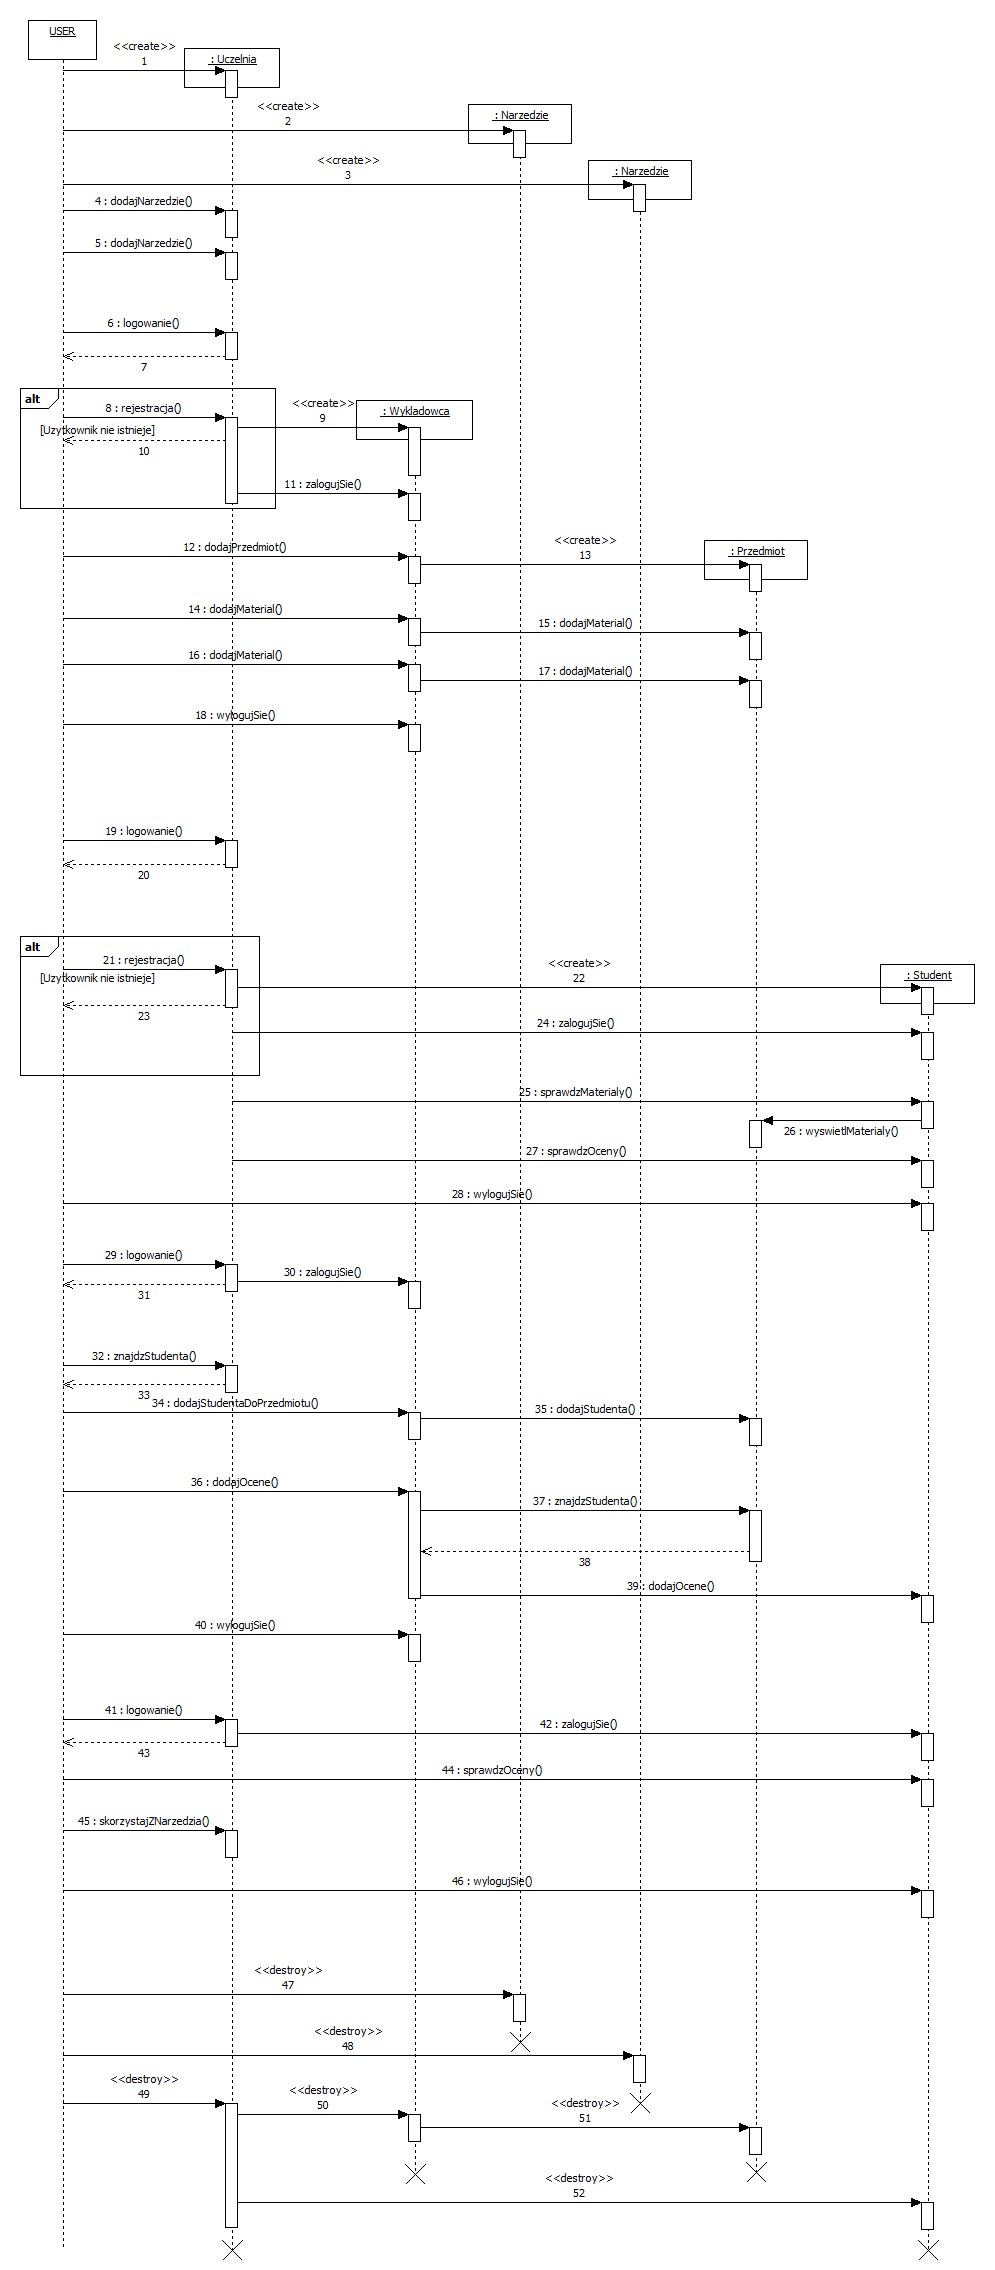 USER
<<create>>
1
: Uczelnia
<<create>>
2
: Narzedzie
<<create>>
3
: Narzedzie
4 : dodajNarzedzie()
5 : dodajNarzedzie()
6 : logowanie()
7
alt
8 : rejestracja()
<<create>>
9
: Wykladowca
[Uzytkownik nie istnieje]
10
11 : zalogujSie()
12 : dodajPrzedmiot()
<<create>>
13
: Przedmiot
14 : dodajMaterial()
15 : dodajMaterial()
16 : dodajMaterial()
17 : dodajMaterial()
18 : wylogujSie()
19 : logowanie()
20
alt
21 : rejestracja()
<<create>>
22
: Student
[Uzytkownik nie istnieje]
23
24 : zalogujSie()
25 : sprawdzMaterialy()
26 : wyswietlMaterialy()
27 : sprawdzOceny()
28 : wylogujSie()
29 : logowanie()
30 : zalogujSie()
31
32 : znajdzStudenta()
33
34 : dodajStudentaDoPrzedmiotu()
35 : dodajStudenta()
36 : dodajOcene()
37 : znajdzStudenta()
38
39 : dodajOcene()
40 : wylogujSie()
41 : logowanie()
42 : zalogujSie()
43
44 : sprawdzOceny()
45 : skorzystajZNarzedzia()
46 : wylogujSie()
<<destroy>>
47
<<destroy>>
48
<<destroy>>
49
<<destroy>>
50
<<destroy>>
51
<<destroy>>
52